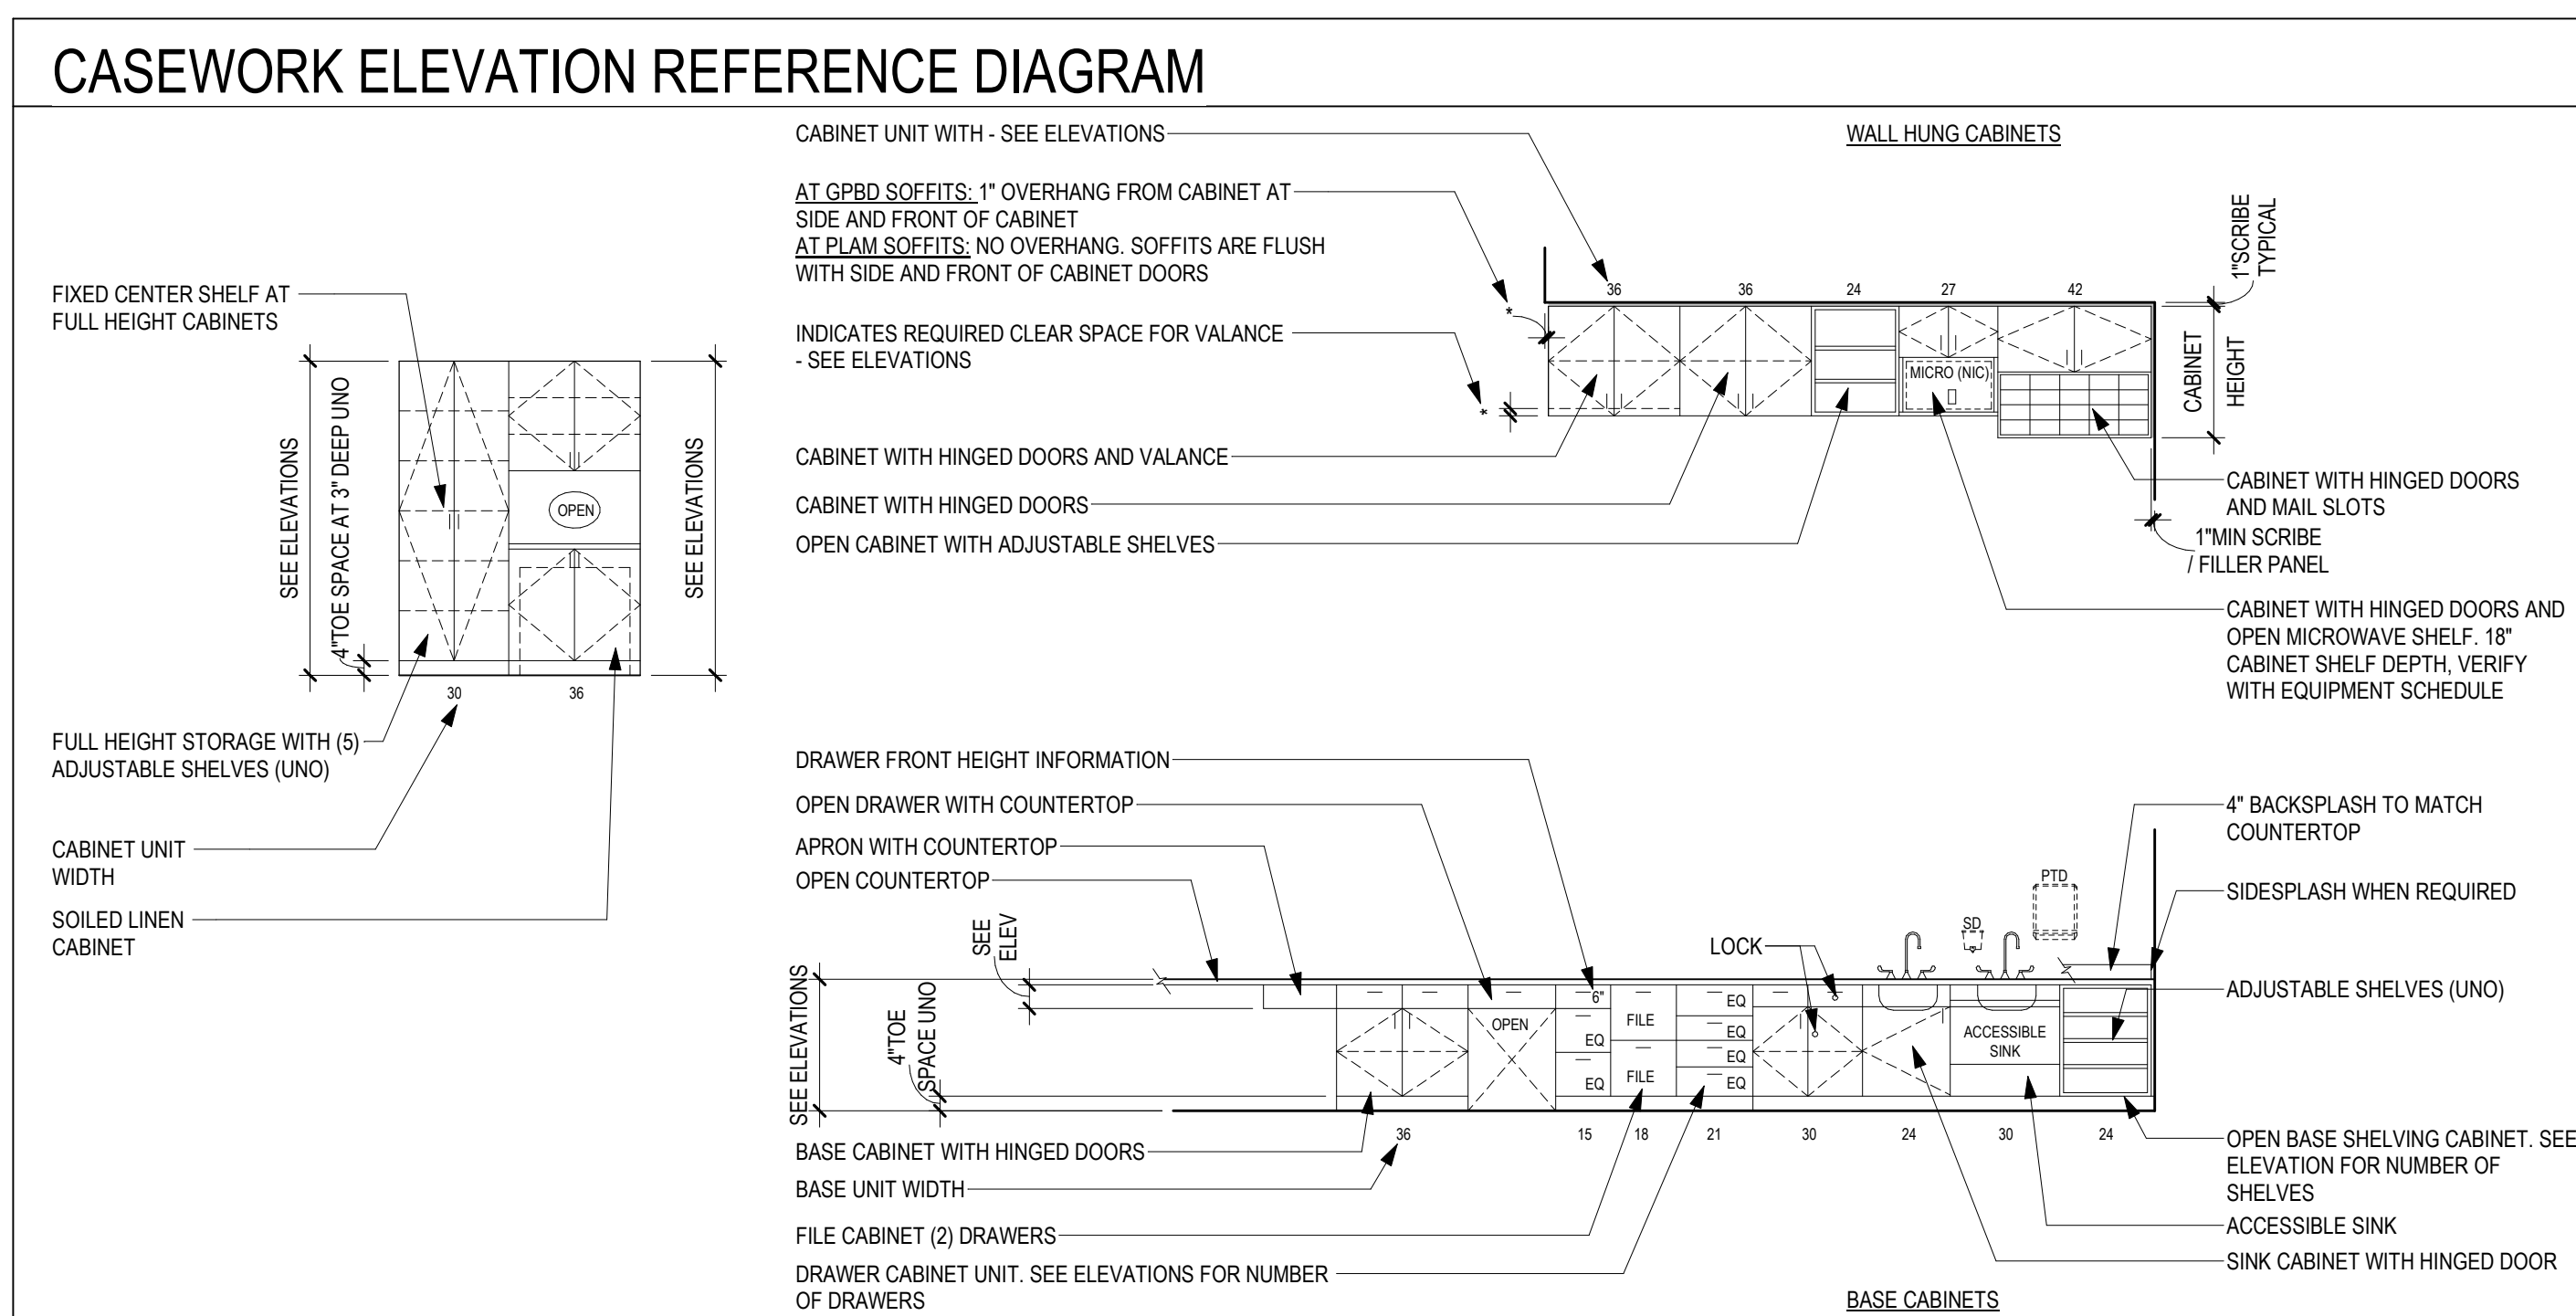 CASEWORK ELEVATION REFERENCE DIAGRAM
FIXED CENTER SHELF AT
FULL HEIGHT CABINETS
SEE ELEVATIONS
4"TOE SPACE AT 3" DEEP UNO
OPEN
SEE ELEVATIONS
30
36
FULL HEIGHT STORAGE WITH (5)
ADJUSTABLE SHELVES (UNO)
CABINET UNIT
WIDTH
SOILED LINEN
CABINET
CABINET UNIT WITH - SEE ELEVATIONS
AT GPBD SOFFITS: 1" OVERHANG FROM CABINET AT
SIDE AND FRONT OF CABINET
AT PLAM SOFFITS: NO OVERHANG. SOFFITS ARE FLUSH
WITH SIDE AND FRONT OF CABINET DOORS
INDICATES REQUIRED CLEAR SPACE FOR VALANCE
- SEE ELEVATIONS
CABINET WITH HINGED DOORS AND VALANCE
CABINET WITH HINGED DOORS
OPEN CABINET WITH ADJUSTABLE SHELVES
WALL HUNG CABINETS
*
*
36
36
24
27
42
MICRO (NIC)
1"SCRIBE
TYPICAL
CABINET
HEIGHT
CABINET WITH HINGED DOORS
AND MAIL SLOTS
1"MIN SCRIBE
/ FILLER PANEL
CABINET WITH HINGED DOORS AND
OPEN MICROWAVE SHELF. 18"
CABINET SHELF DEPTH, VERIFY
WITH EQUIPMENT SCHEDULE
DRAWER FRONT HEIGHT INFORMATION
OPEN DRAWER WITH COUNTERTOP
APRON WITH COUNTERTOP
OPEN COUNTERTOP
SEE
ELEV
SEE ELEVATIONS
4"TOE
SPACE UNO
LOCK
SD
PTD
OPEN
6"
EQ
EQ
FILE
FILE
EQ
EQ
EQ
EQ
ACCESSIBLE
SINK
36
15
18
21
30
24
30
24
BASE CABINET WITH HINGED DOORS
BASE UNIT WIDTH
FILE CABINET (2) DRAWERS
DRAWER CABINET UNIT. SEE ELEVATIONS FOR NUMBER
OF DRAWERS
4" BACKSPLASH TO MATCH
COUNTERTOP
SIDESPLASH WHEN REQUIRED
ADJUSTABLE SHELVES (UNO)
OPEN BASE SHELVING CABINET. SEE
ELEVATION FOR NUMBER OF
SHELVES
ACCESSIBLE SINK
SINK CABINET WITH HINGED DOOR
BASE CABINETS